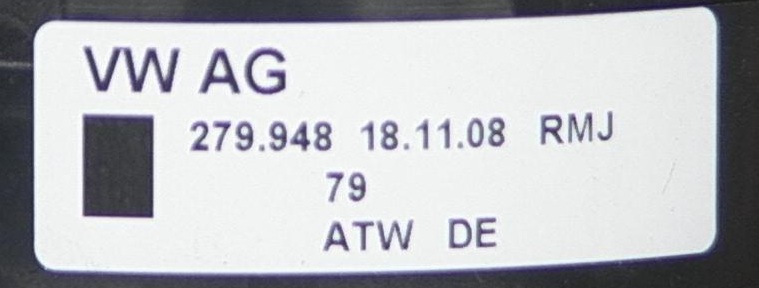 VW AG
279.948 18.11.08 RMJ
79
ATW DE